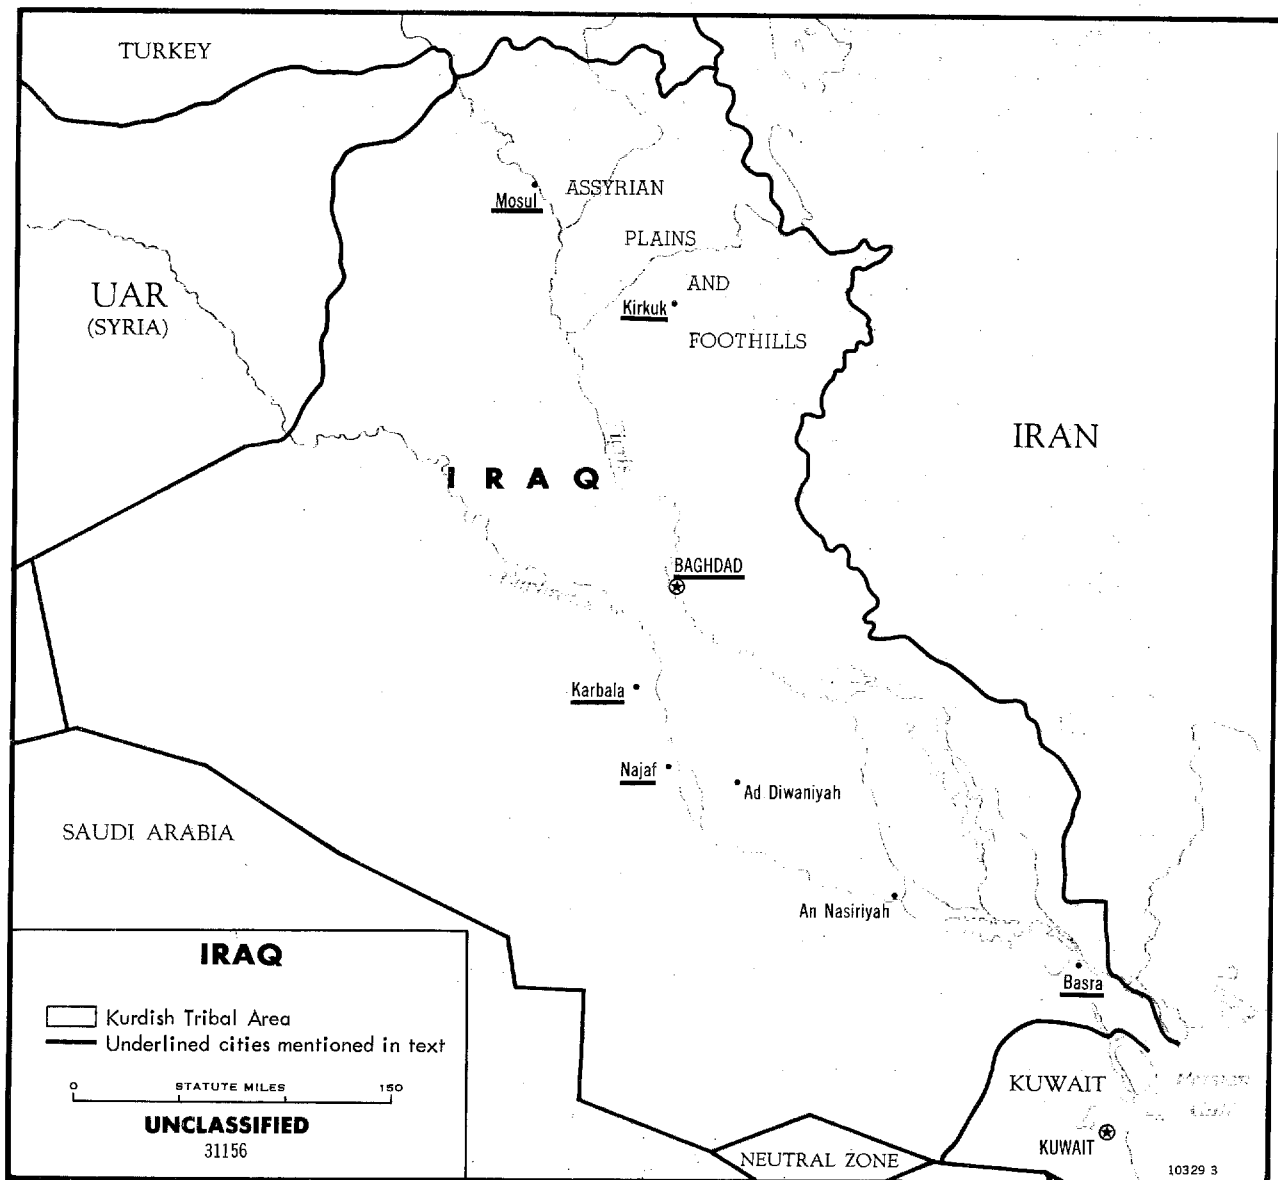 TURKEY
Mosul
ASSYRIAN
PLAINS
AND
FOOTHILLS
Kirkuk
UAR
(SYRIA)
IRAN
Tigris
IRAQ
BAGHDAD
Karbala
Najaf
Ad Diwaniyah
SAUDI ARABIA
An Nasiriyah
Basra
KUWAIT
KUWAIT
NEUTRAL ZONE
IRAQ
Kurdish Tribal Area
Underlined cities mentioned in text
0 STATUTE MILES 150
UNCLASSIFIED
31156
10329 3